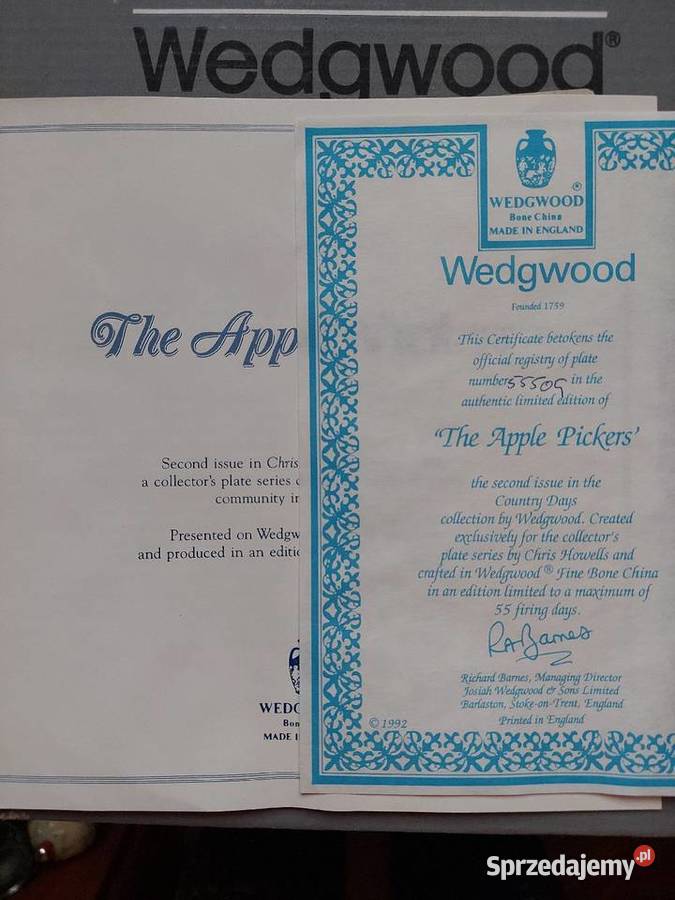 Wedgwood®
The App
Second issue in Chris
a collector's plate series
community in
Presented on Wedgw
and produced in an editio
WEDG
Bon
MADE I
WEDGWOOD ®
Bone China
MADE IN ENGLAND
Wedgwood
Founded 1759
This Certificate betokens the
official registry of plate
number 5550G in the
authentic limited edition of
'The Apple Pickers'
the second issue in the
Country Days
collection by Wedgwood. Created
exclusively for the collector's
plate series by Chris Howells and
crafted in Wedgwood ® Fine Bone China
in an edition limited to a maximum of
55 firing days.
RABarnes
Richard Barnes, Managing Director
Josiah Wedgwood & Sons Limited
Barlaston, Stoke-on-Trent, England
Printed in England
© 1992
Sprzedajemy.pl